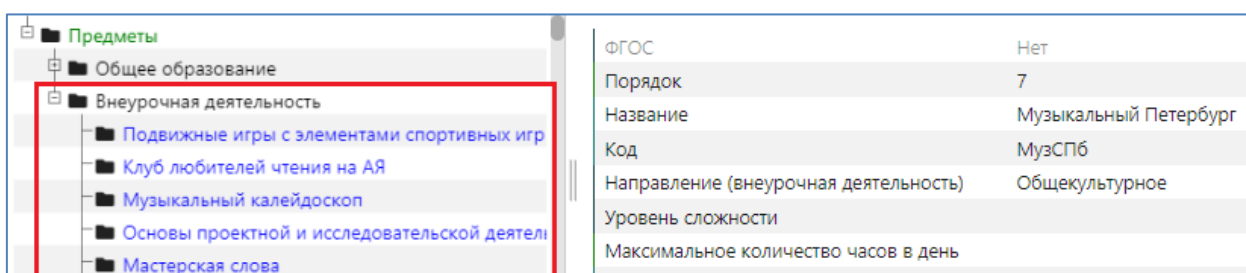 Предметы
Общее образование
Внеурочная деятельность
Подвижные игры с элементами спортивных игр
Клуб любителей чтения на АЯ
Музыкальный калейдоскоп
Основы проектной и исследовательской
Мастерская слова
ФГОС Нет
Порядок 7
Название Музыкальный Петербург
Код МузСПб
Направление (внеурочная деятельность) Общекультурное
Уровень сложности
Максимальное количество часов в день